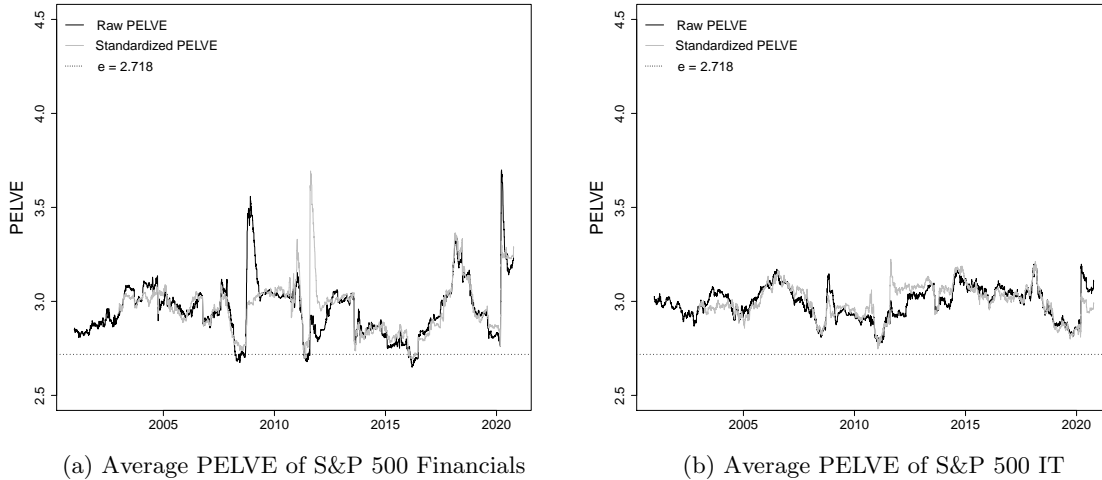 4.5
4.0
3.5
3.0
2.5
PELVE
Raw PELVE
Standardized PELVE
e = 2.718
2005 2010 2015 2020
(a) Average PELVE of S&P 500 Financials
4.5
4.0
3.5
3.0
2.5
PELVE
Raw PELVE
Standardized PELVE
e = 2.718
2005 2010 2015 2020
(b) Average PELVE of S&P 500 IT